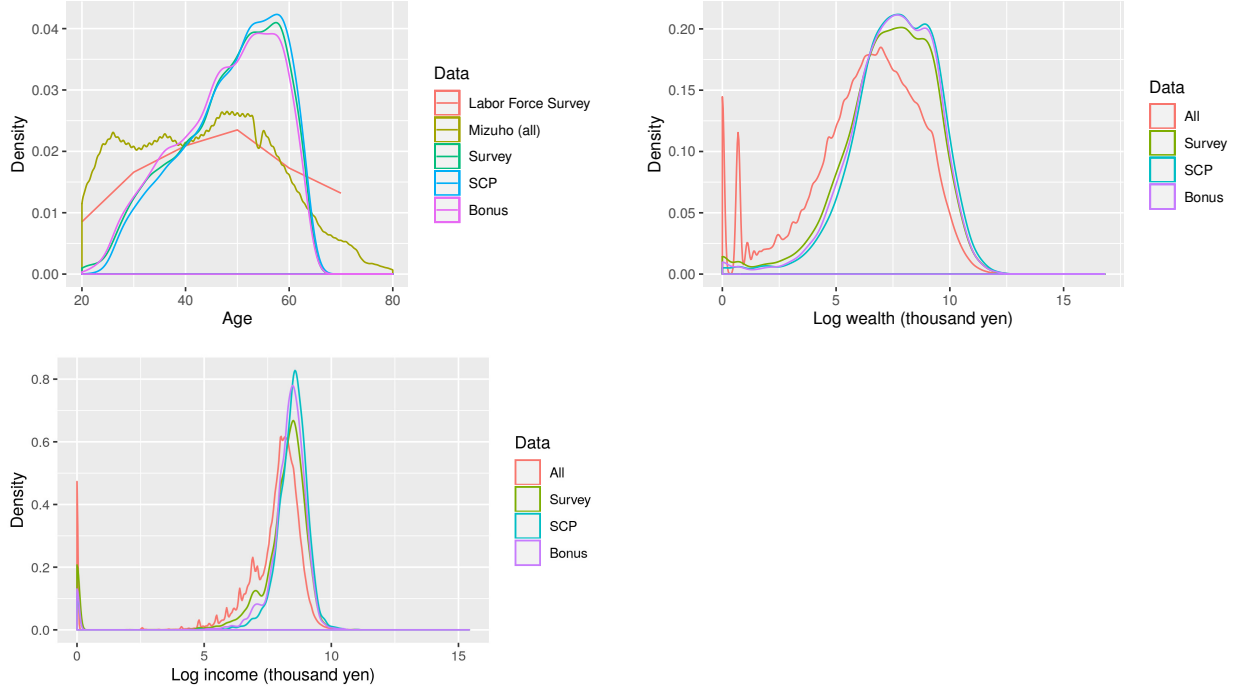 0.04
0.03
0.02
0.01
0.00
Density
20
40
60
80
Age
Data
Labor Force Survey
Mizuho (all)
Survey
SCP
Bonus
0.20
0.15
0.10
0.05
0.00
Density
0
5
10
15
Log wealth (thousand yen)
Data
All
Survey
SCP
Bonus
0.8
0.6
0.4
0.2
0.0
Density
0
5
10
15
Log income (thousand yen)
Data
All
Survey
SCP
Bonus